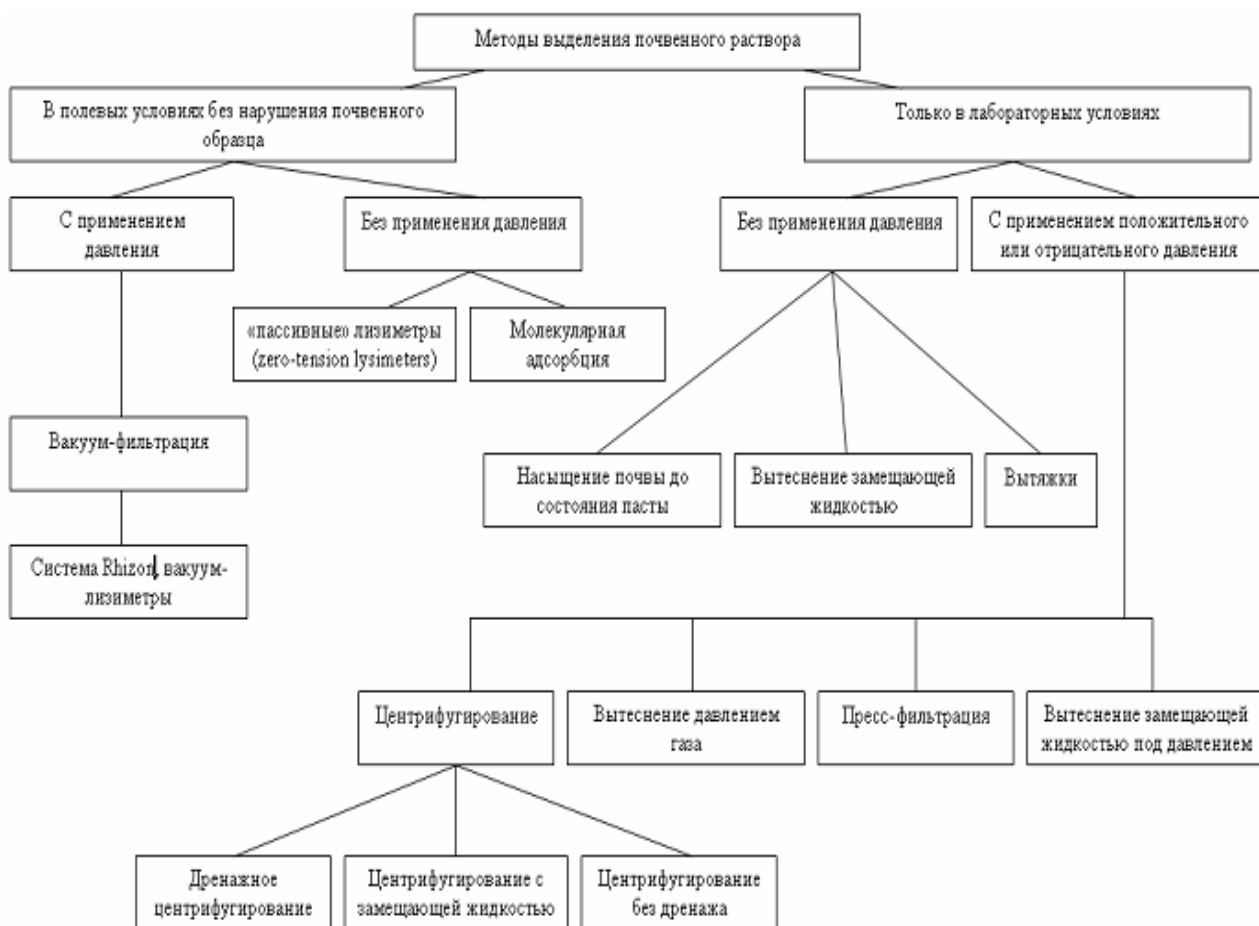 Методы выделения почвенного раствора
В полевых условиях без нарушения почвенного
образца
Только в лабораторных условиях
С применением
давления
Без применения давления
Без применения давления
С применением положительного
или отрицательного давления
«пассивные» лизиметры
(zero-tension lysimeters)
Молекулярная
адсорбция
Вакуум-фильтрация
Насыщение почвы до
состояния пасты
Вытеснение замещающей
жидкостью
Вытяжки
Система Rhizon, вакуум-
лизиметры
Центрифугирование
Вытеснение давлением
газа
Пресс-фильтрация
Вытеснение замещающей
жидкостью под давлением
Дренажное
центрифугирование
Центрифугирование с
замещающей жидкостью
Центрифугирование
без дренажа